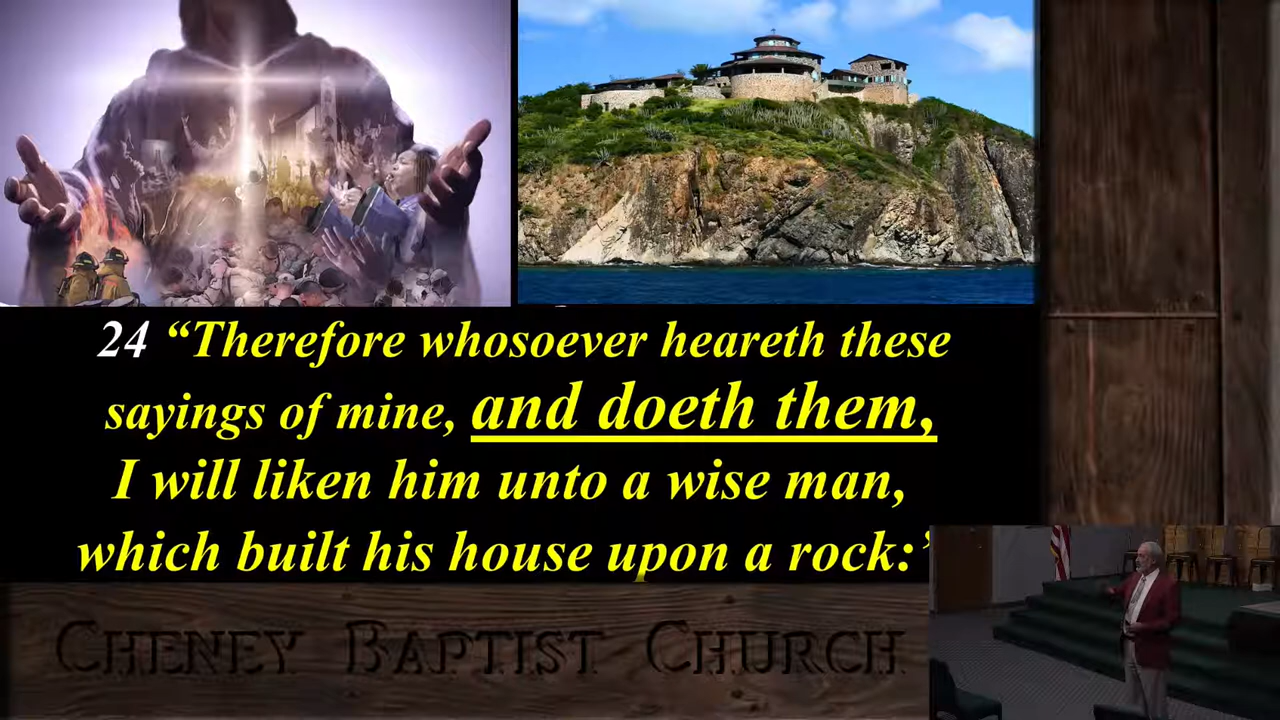 24 “Therefore whosoever heareth these
sayings of mine, and doeth them,
I will liken him unto a wise man,
which built his house upon a rock:’
CHENEY BAPTIST CHURCH